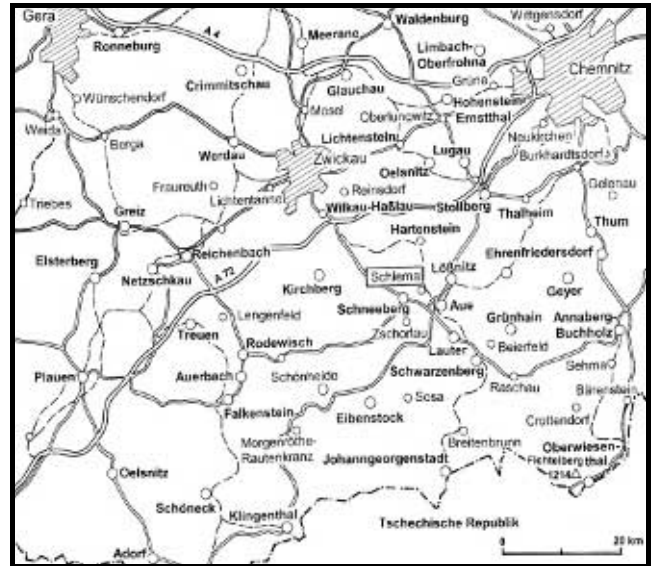 Gera
A 4
Ronneburg
Meerane
Waldenburg
Wittgensdorf
Limbach-
Oberfrohna
Grüna
Chemnitz
Crimmitschau
Glauchau
Wünschendorf
Mosel
Oberlungwitz
Hohenstein
Ernstthal
Weida
Berga
Werdau
Lichtenstein
Lugau
Neukirchen
Burkhardtsdorf
Zwickau
Oelsnitz
Fraureuth
Reinsdorf
Gelenau
Triebes
Lichtentanne
Wilkau-Haßlau
Stollberg
Thalheim
Greiz
Hartenstein
Thum
Reichenbach
Ehrenfriedersdorf
Elsterberg
Netzschkau
A 72
Kirchberg
Schlema
Lößnitz
Geyer
Schneeberg
Aue
Lengenfeld
Grünhain
Annaberg
Buchholz
Treuen
Zschorlau
Rodewisch
Lauter
Beierfeld
Sehma
Plauen
Auerbach
Schönheide
Schwarzenberg
Raschau
Bärenstein
Falkenstein
Eibenstock
Sosa
Crottendorf
Morgenröthe-
Rautenkranz
Breitenbrunn
Oberwiesen-
Fichtelberg thal
1214
Oelsnitz
Johanngeorgenstadt
Schöneck
Klingenthal
Tschechische Republik
Adorf
0
20 km